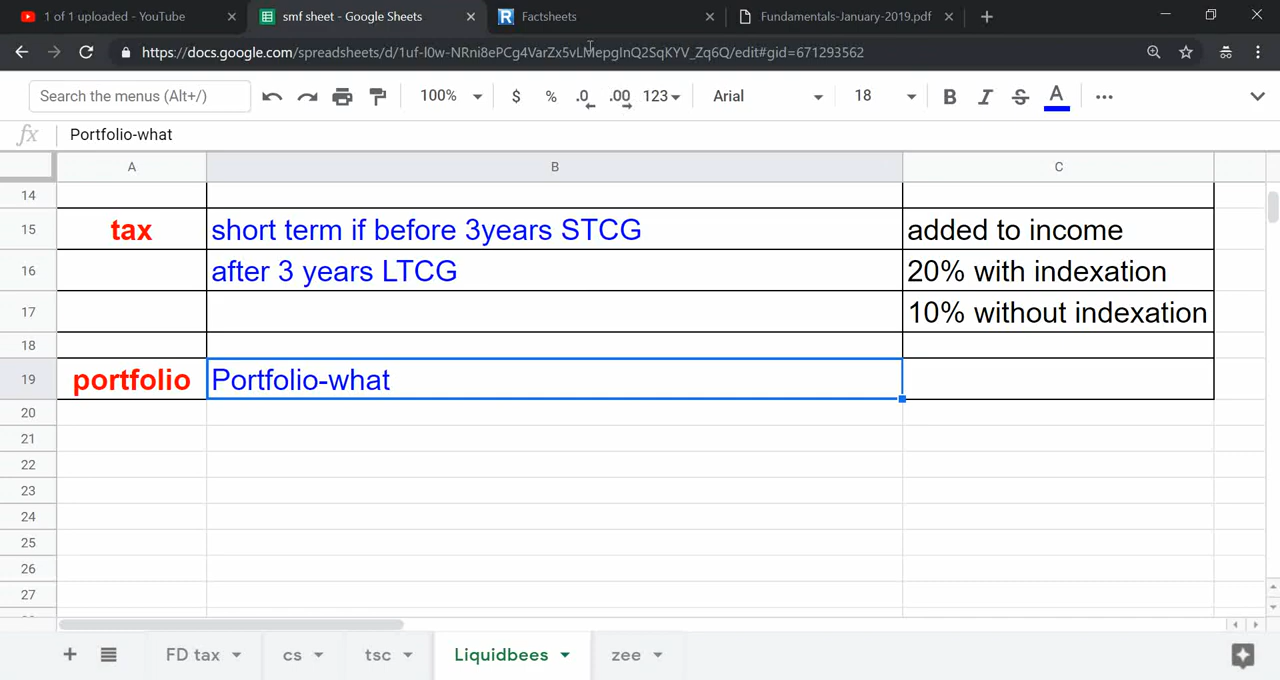 1 of 1 uploaded - YouTube
smf sheet - Google Sheets
Factsheets
Fundamentals-January-2019.pdf
https://docs.google.com/spreadsheets/d/1uf-I0w-NRni8ePCg4VarZx5vLMepgInQ2SqKYV_Zq6Q/edit#gid=671293562
Search the menus (Alt+/)
100%
$
%
.0
.00
123
Arial
18
B
I
S
A
fx
Portfolio-what
A
B
C
14
15
tax
short term if before 3years STCG
added to income
16
after 3 years LTCG
20% with indexation
17
10% without indexation
18
19
portfolio
Portfolio-what
20
21
22
23
24
25
26
27
FD tax
cs
tsc
Liquidbees
zee